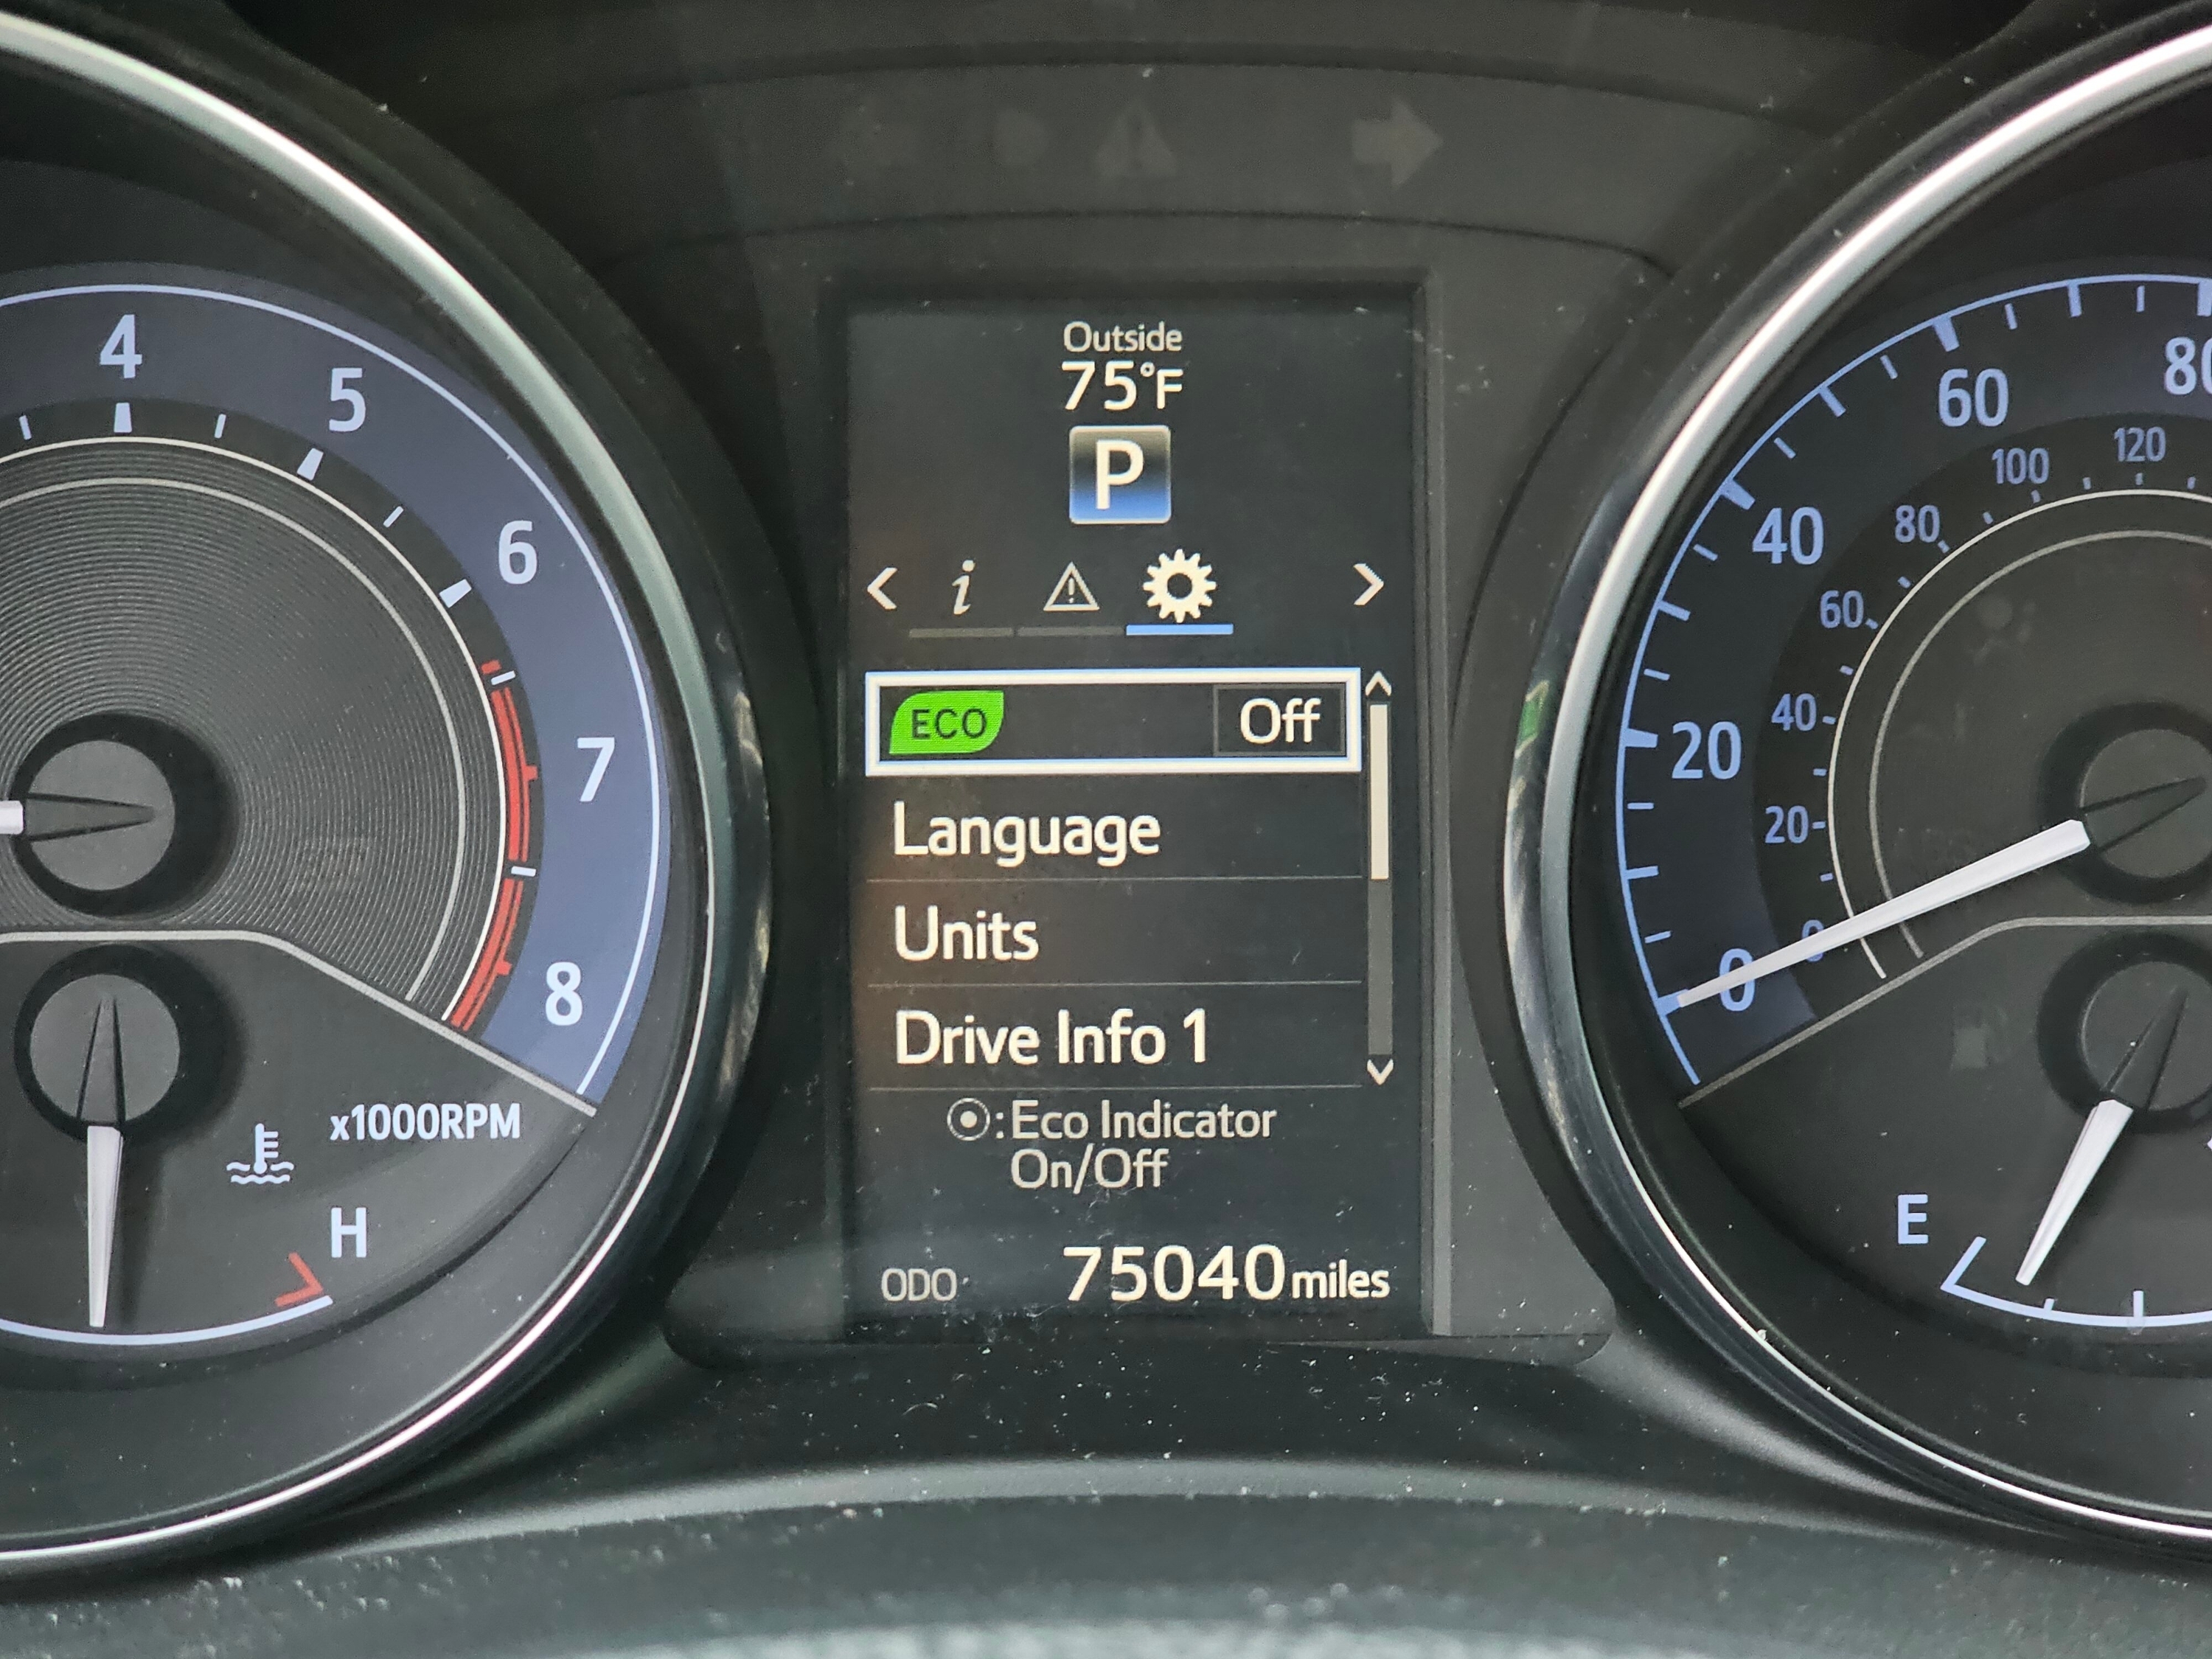 Outside
75°F
P
i
ECO Off
Language
Units
Drive Info 1
⦿: Eco Indicator
On/Off
ODO 75040 miles
4
5
6
7
8
x1000RPM
H
0
20
40
60
80
0
20
40
60
80
100
120
E